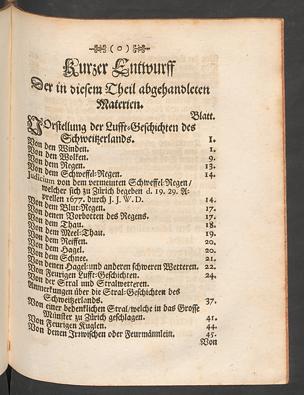 ( o )
Kurzer Entwurff
Der in diesem Theil abgehandleten
Materien.
Blatt.
VOrstellung der Lufft-Geschichten des
Schweitzerlands. 1.
Von den Winden. 1.
Von den Wolken. 9.
Von dem Regen. 13.
Von dem Schweffel-Regen. 14.
Judicium von dem vermeinten Schweffel-Regen/
welcher sich zu Zürich begeben d. 19. 29. A-
prellen 1677. durch J. J. W. D. 14.
Von dem Blut-Regen. 17.
Von denen Vorbotten des Regens. 17.
Von dem Thau. 18.
Von dem Meel-Thau. 19.
Von dem Reiffen. 20.
Von dem Hagel. 20.
Von dem Schnee. 21.
Von denen Hagel- und anderen schweren Wetteren. 22.
Von Feurigen Lufft-Geschichten. 24.
Von der Stral und Stralwetteren.
Anmerkungen über die Stral-Geschichten des
Schweitzerlands. 37.
Von einer bedenklichen Stral/welche in das Grosse
Münster zu Zürich geschlagen. 41.
Von Feurigen Kuglen. 44.
Von denen Irrwischen oder Feurmännlein. 45.
Von